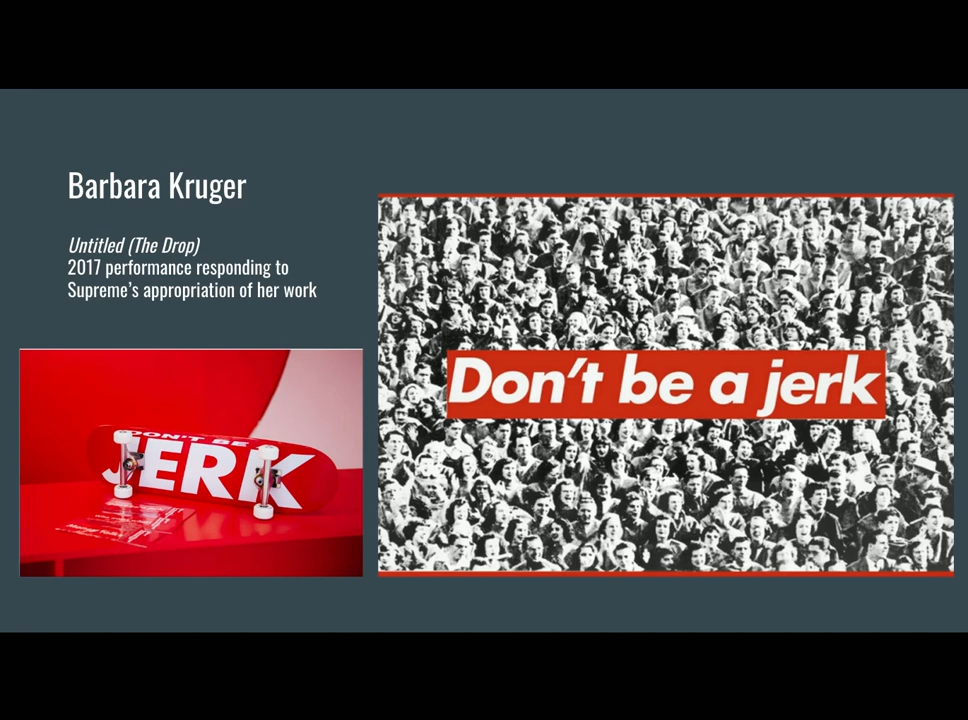 Barbara Kruger
Untitled (The Drop)
2017 performance responding to
Supreme's appropriation of her work
DON'T BE A
JERK
Don't be a jerk